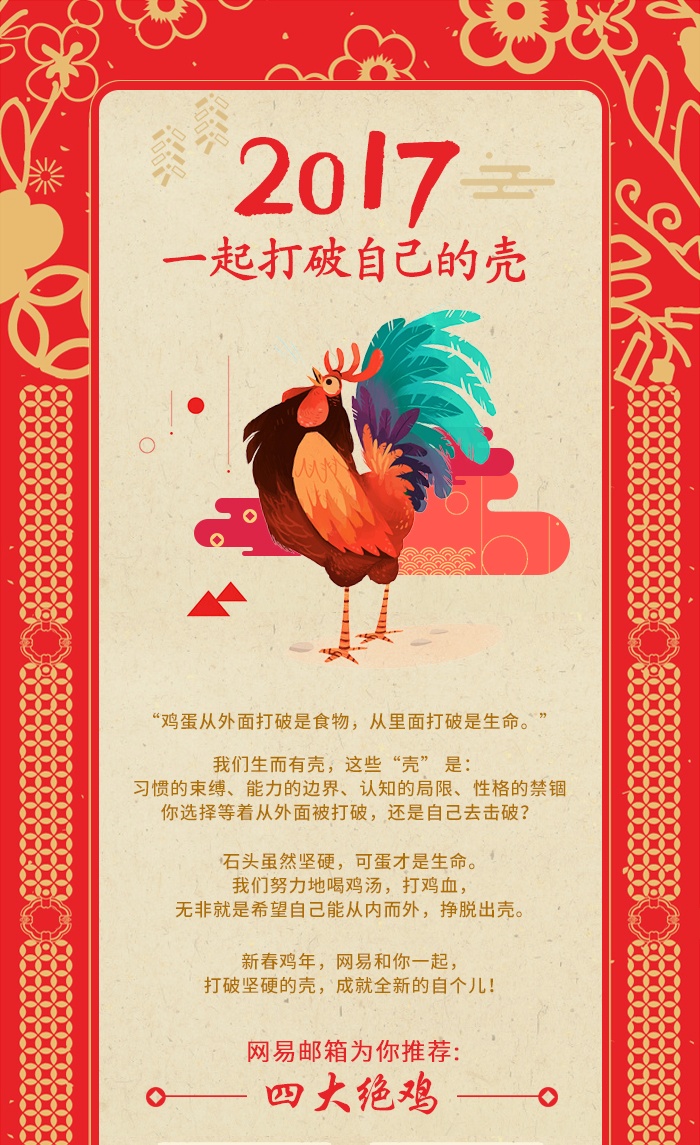 2017
一起打破自己的壳
“鸡蛋从外面打破是食物，从里面打破是生命。”
我们生而有壳，这些“壳” 是：
习惯的束缚、能力的边界、认知的局限、性格的禁锢
你选择等着从外面被打破，还是自己去击破？
石头虽然坚硬，可蛋才是生命。
我们努力地喝鸡汤，打鸡血，
无非就是希望自己能从内而外，挣脱出壳。
新春鸡年，网易和你一起，
打破坚硬的壳，成就全新的自个儿！
网易邮箱为你推荐：
四大绝鸡